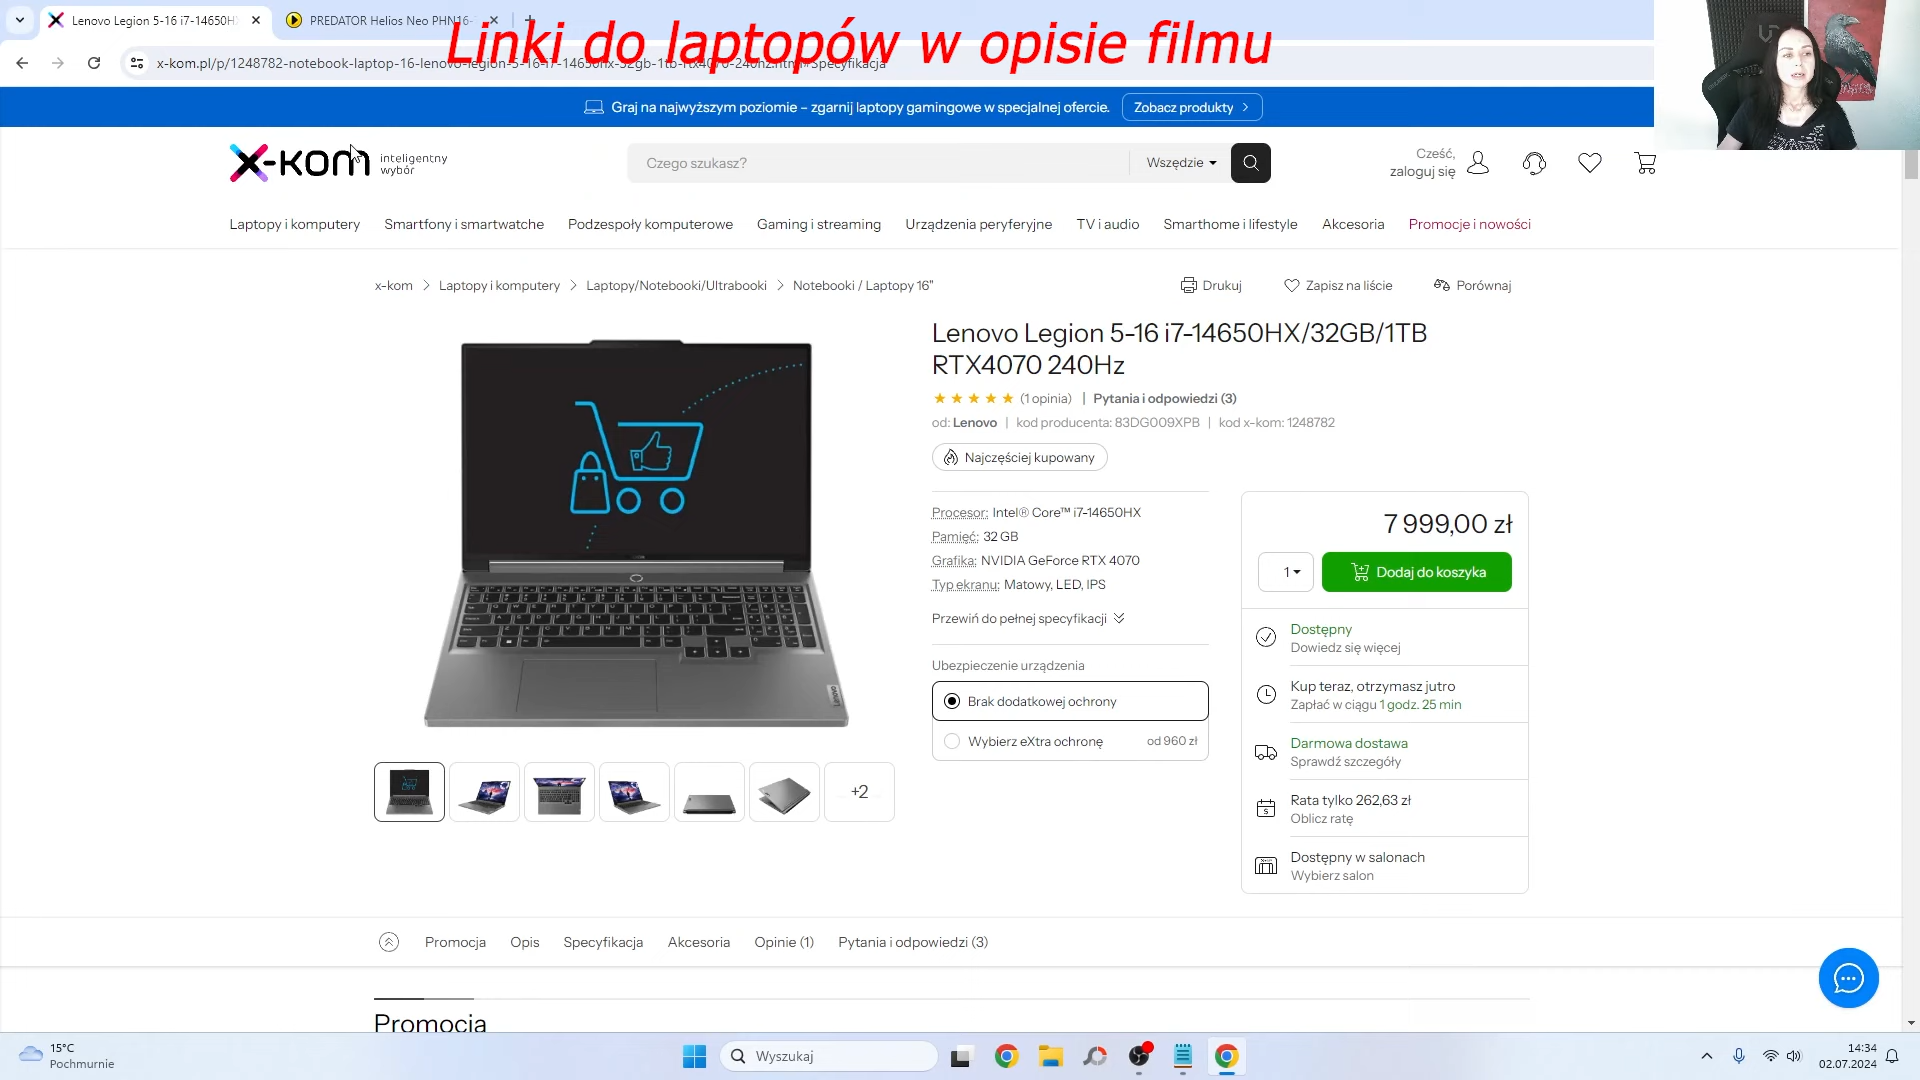 Lenovo Legion 5-16 i7-14650H
PREDATOR Helios Neo PHN16-
Linki do laptopów w opisie filmu
x-kom.pl/p/1248782-notebook-laptop-16-lenovo-legion-5-16-i7-14650hx-32gb-1tb-rtx4070-240hz.html#Specyfikacja
Graj na najwyższym poziomie – zgarnij laptopy gamingowe w specjalnej ofercie.
Zobacz produkty
x-kom inteligentny
wybór
Czego szukasz?
Wszędzie
Cześć,
zaloguj się
Laptopy i komputery
Smartfony i smartwatche
Podzespoły komputerowe
Gaming i streaming
Urządzenia peryferyjne
TV i audio
Smarthome i lifestyle
Akcesoria
Promocje i nowości
x-kom
Laptopy i komputery
Laptopy/Notebooki/Ultrabooki
Notebooki / Laptopy 16"
Drukuj
Zapisz na liście
Porównaj
Lenovo Legion 5-16 i7-14650HX/32GB/1TB
RTX4070 240Hz
(1 opinia) | Pytania i odpowiedzi (3)
od: Lenovo | kod producenta: 83DG009XPB | kod x-kom: 1248782
Najczęściej kupowany
Procesor: Intel® Core™ i7-14650HX
Pamięć: 32 GB
Grafika: NVIDIA GeForce RTX 4070
Typ ekranu: Matowy, LED, IPS
Przewiń do pełnej specyfikacji
Ubezpieczenie urządzenia
Brak dodatkowej ochrony
Wybierz eXtra ochronę od 960 zł
7 999,00 zł
1
Dodaj do koszyka
Dostępny
Dowiedz się więcej
Kup teraz, otrzymasz jutro
Zapłać w ciągu 1 godz. 25 min
Darmowa dostawa
Sprawdź szczegóły
Rata tylko 262,63 zł
Oblicz ratę
Dostępny w salonach
Wybierz salon
+2
Promocja
Opis
Specyfikacja
Akcesoria
Opinie (1)
Pytania i odpowiedzi (3)
Promocja
15°C
Pochmurnie
Wyszukaj
14:34
02.07.2024